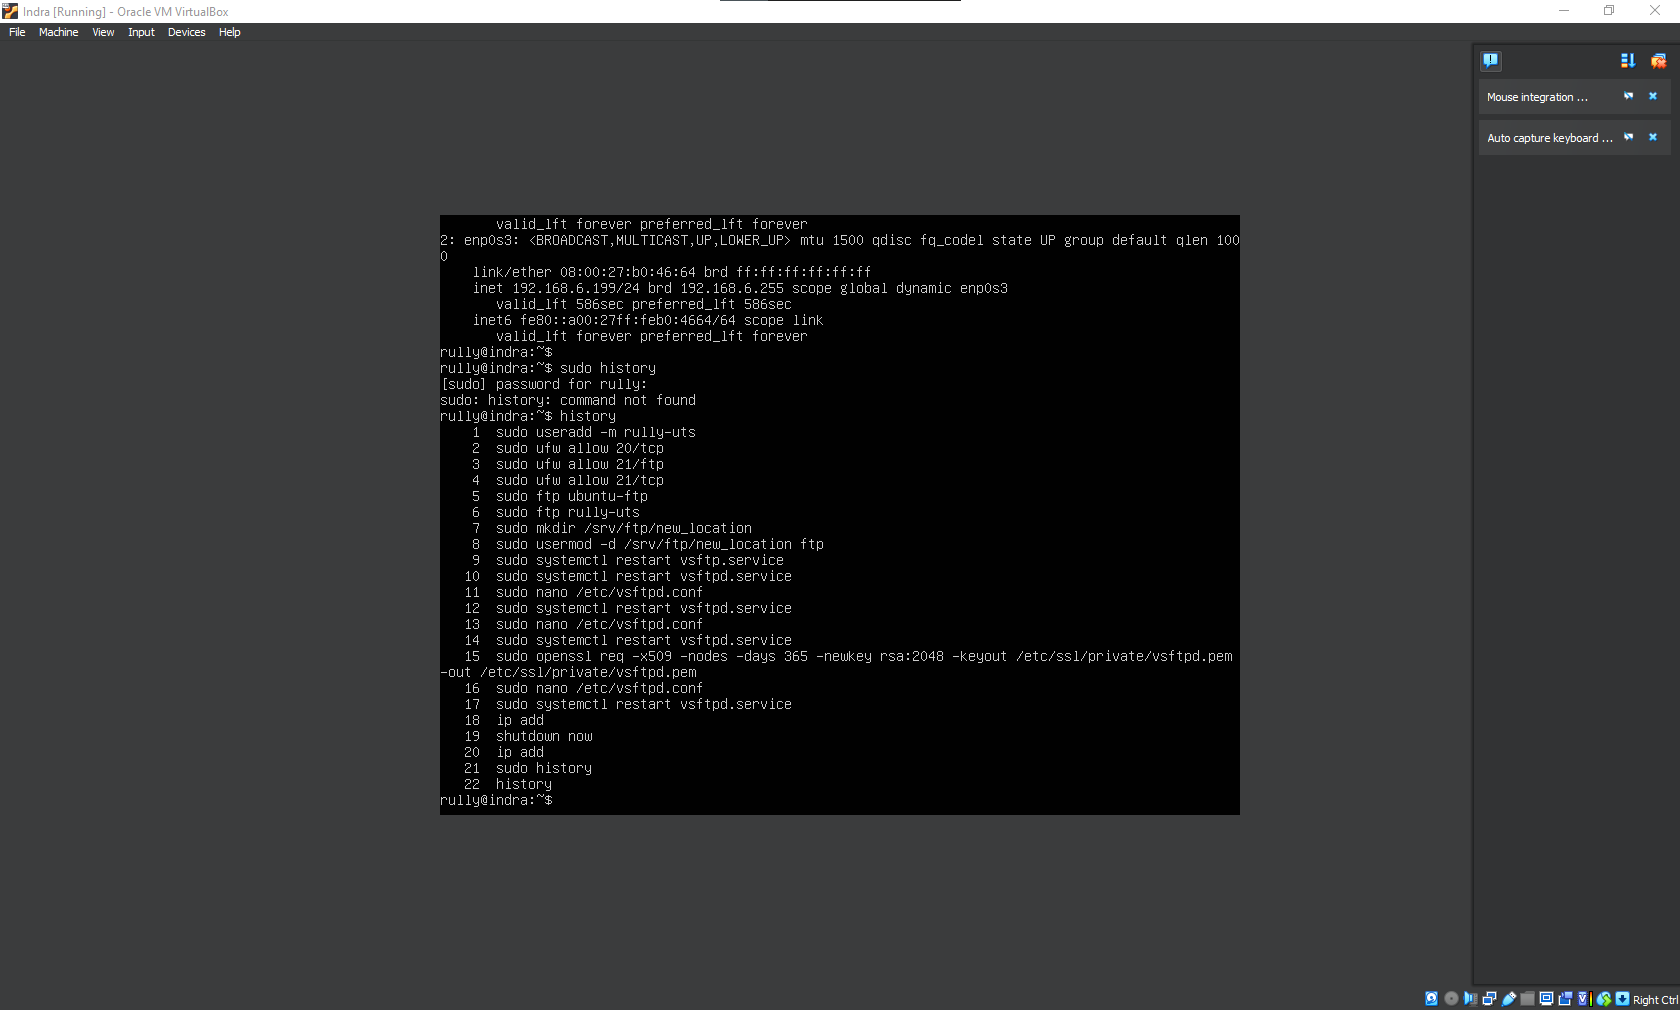 Indra [Running] - Oracle VM VirtualBox
File Machine View Input Devices Help
Mouse integration ...
Auto capture keyboard ...
valid_lft forever preferred_lft forever
2: enp0s3: <BROADCAST,MULTICAST,UP,LOWER_UP> mtu 1500 qdisc fq_codel state UP group default qlen 100
0
link/ether 08:00:27:b0:46:64 brd ff:ff:ff:ff:ff:ff
inet 192.168.6.199/24 brd 192.168.6.255 scope global dynamic enp0s3
valid_lft 586sec preferred_lft 586sec
inet6 fe80::a00:27ff:feb0:4664/64 scope link
valid_lft forever preferred_lft forever
rully@indra:~$
rully@indra:~$ sudo history
[sudo] password for rully:
sudo: history: command not found
rully@indra:~$ history
1 sudo useradd -m rully-uts
2 sudo ufw allow 20/tcp
3 sudo ufw allow 21/ftp
4 sudo ufw allow 21/tcp
5 sudo ftp ubuntu-ftp
6 sudo ftp rully-uts
7 sudo mkdir /srv/ftp/new_location
8 sudo usermod -d /srv/ftp/new_location ftp
9 sudo systemctl restart vsftp.service
10 sudo systemctl restart vsftpd.service
11 sudo nano /etc/vsftpd.conf
12 sudo systemctl restart vsftpd.service
13 sudo nano /etc/vsftpd.conf
14 sudo systemctl restart vsftpd.service
15 sudo openssl req -x509 -nodes -days 365 -newkey rsa:2048 -keyout /etc/ssl/private/vsftpd.pem
-out /etc/ssl/private/vsftpd.pem
16 sudo nano /etc/vsftpd.conf
17 sudo systemctl restart vsftpd.service
18 ip add
19 shutdown now
20 ip add
21 sudo history
22 history
rully@indra:~$
Right Ctrl